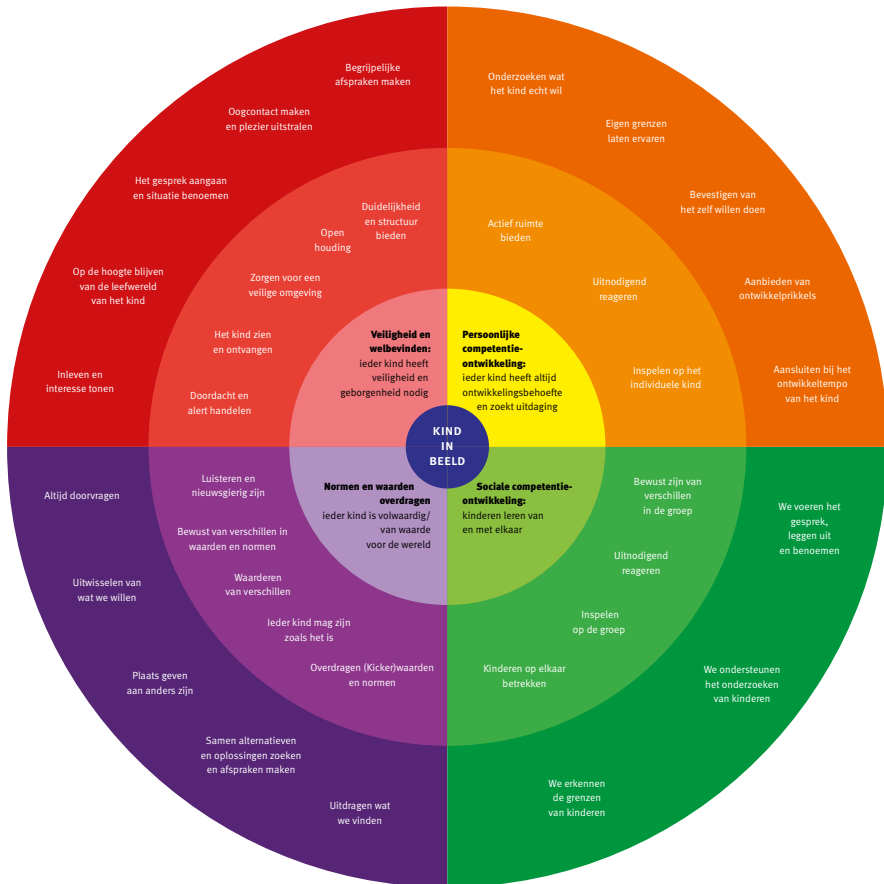 Begrijpelijke
afspraken maken
Oogcontact maken
en plezier uitstralen
Het gesprek aangaan
en situatie benoemen
Op de hoogte blijven
van de leefwereld
van het kind
Inleven en
interesse tonen
Duidelijkheid
en structuur
bieden
Open
houding
Zorgen voor een
veilige omgeving
Het kind zien
en ontvangen
Doordacht en
alert handelen
Veiligheid en
welbevinden:
ieder kind heeft
veiligheid en
geborgenheid nodig
Onderzoeken wat
het kind echt wil
Eigen grenzen
laten ervaren
Bevestigen van
het zelf willen doen
Aanbieden van
ontwikkelprikkels
Aansluiten bij het
ontwikkeltempo
van het kind
Actief ruimte
bieden
Uitnodigend
reageren
Inspelen op het
individuele kind
Persoonlijke
competentie-
ontwikkeling:
ieder kind heeft altijd
ontwikkelingsbehoefte
en zoekt uitdaging
KIND
IN
BEELD
Normen en waarden
overdragen
ieder kind is volwaardig/
van waarde
voor de wereld
Luisteren en
nieuwsgierig zijn
Bewust van verschillen in
waarden en normen
Waarderen
van verschillen
Ieder kind mag zijn
zoals het is
Overdragen (Kicker)waarden
en normen
Altijd doorvragen
Uitwisselen van
wat we willen
Plaats geven
aan anders zijn
Samen alternatieven
en oplossingen zoeken
en afspraken maken
Uitdragen wat
we vinden
Sociale competentie-
ontwikkeling:
kinderen leren van
en met elkaar
Bewust zijn van
verschillen
in de groep
Uitnodigend
reageren
Inspelen
op de groep
Kinderen op elkaar
betrekken
We voeren het
gesprek,
leggen uit
en benoemen
We ondersteunen
het onderzoeken
van kinderen
We erkennen
de grenzen
van kinderen